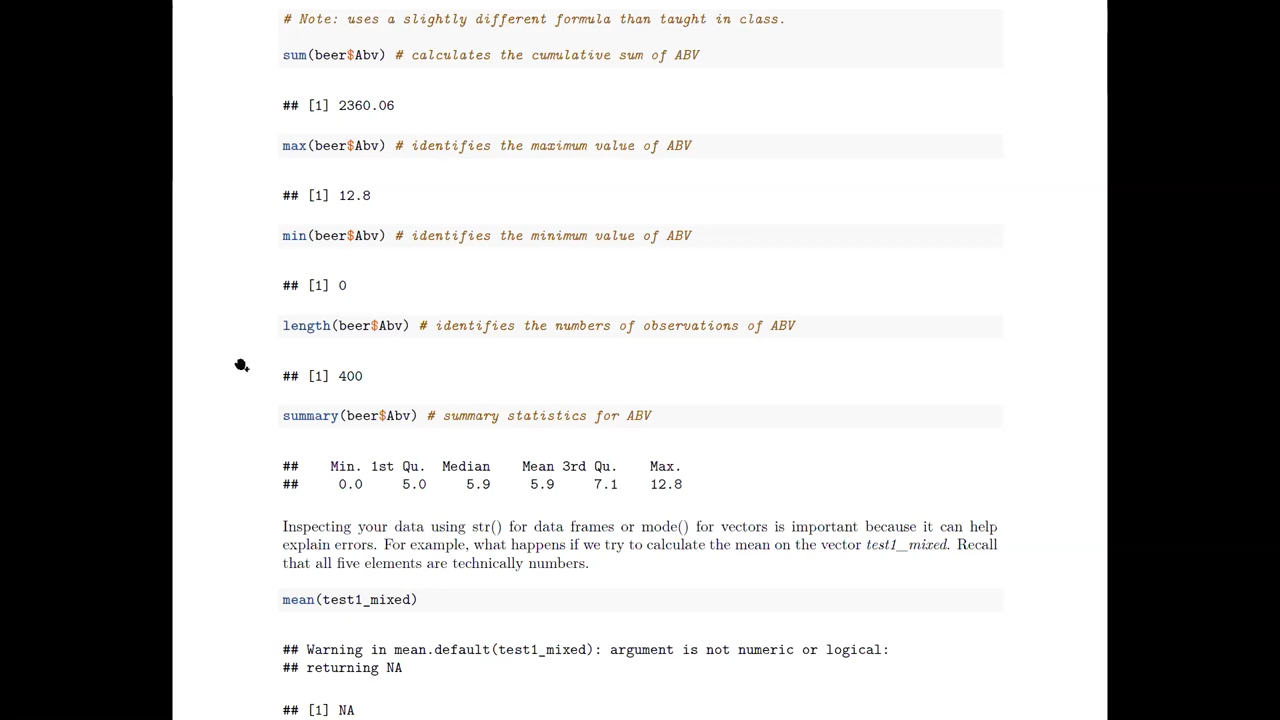 # Note: uses a slightly different formula than taught in class.
sum(beer$Abv) # calculates the cumulative sum of ABV
## [1] 2360.06
max(beer$Abv) # identifies the maximum value of ABV
## [1] 12.8
min(beer$Abv) # identifies the minimum value of ABV
## [1] 0
length(beer$Abv) # identifies the numbers of observations of ABV
## [1] 400
summary(beer$Abv) # summary statistics for ABV
##    Min. 1st Qu.  Median    Mean 3rd Qu.    Max.
##     0.0     5.0     5.9     5.9     7.1    12.8
Inspecting your data using str() for data frames or mode() for vectors is important because it can help
explain errors. For example, what happens if we try to calculate the mean on the vector test1_mixed. Recall
that all five elements are technically numbers.
mean(test1_mixed)
## Warning in mean.default(test1_mixed): argument is not numeric or logical:
## returning NA
## [1] NA